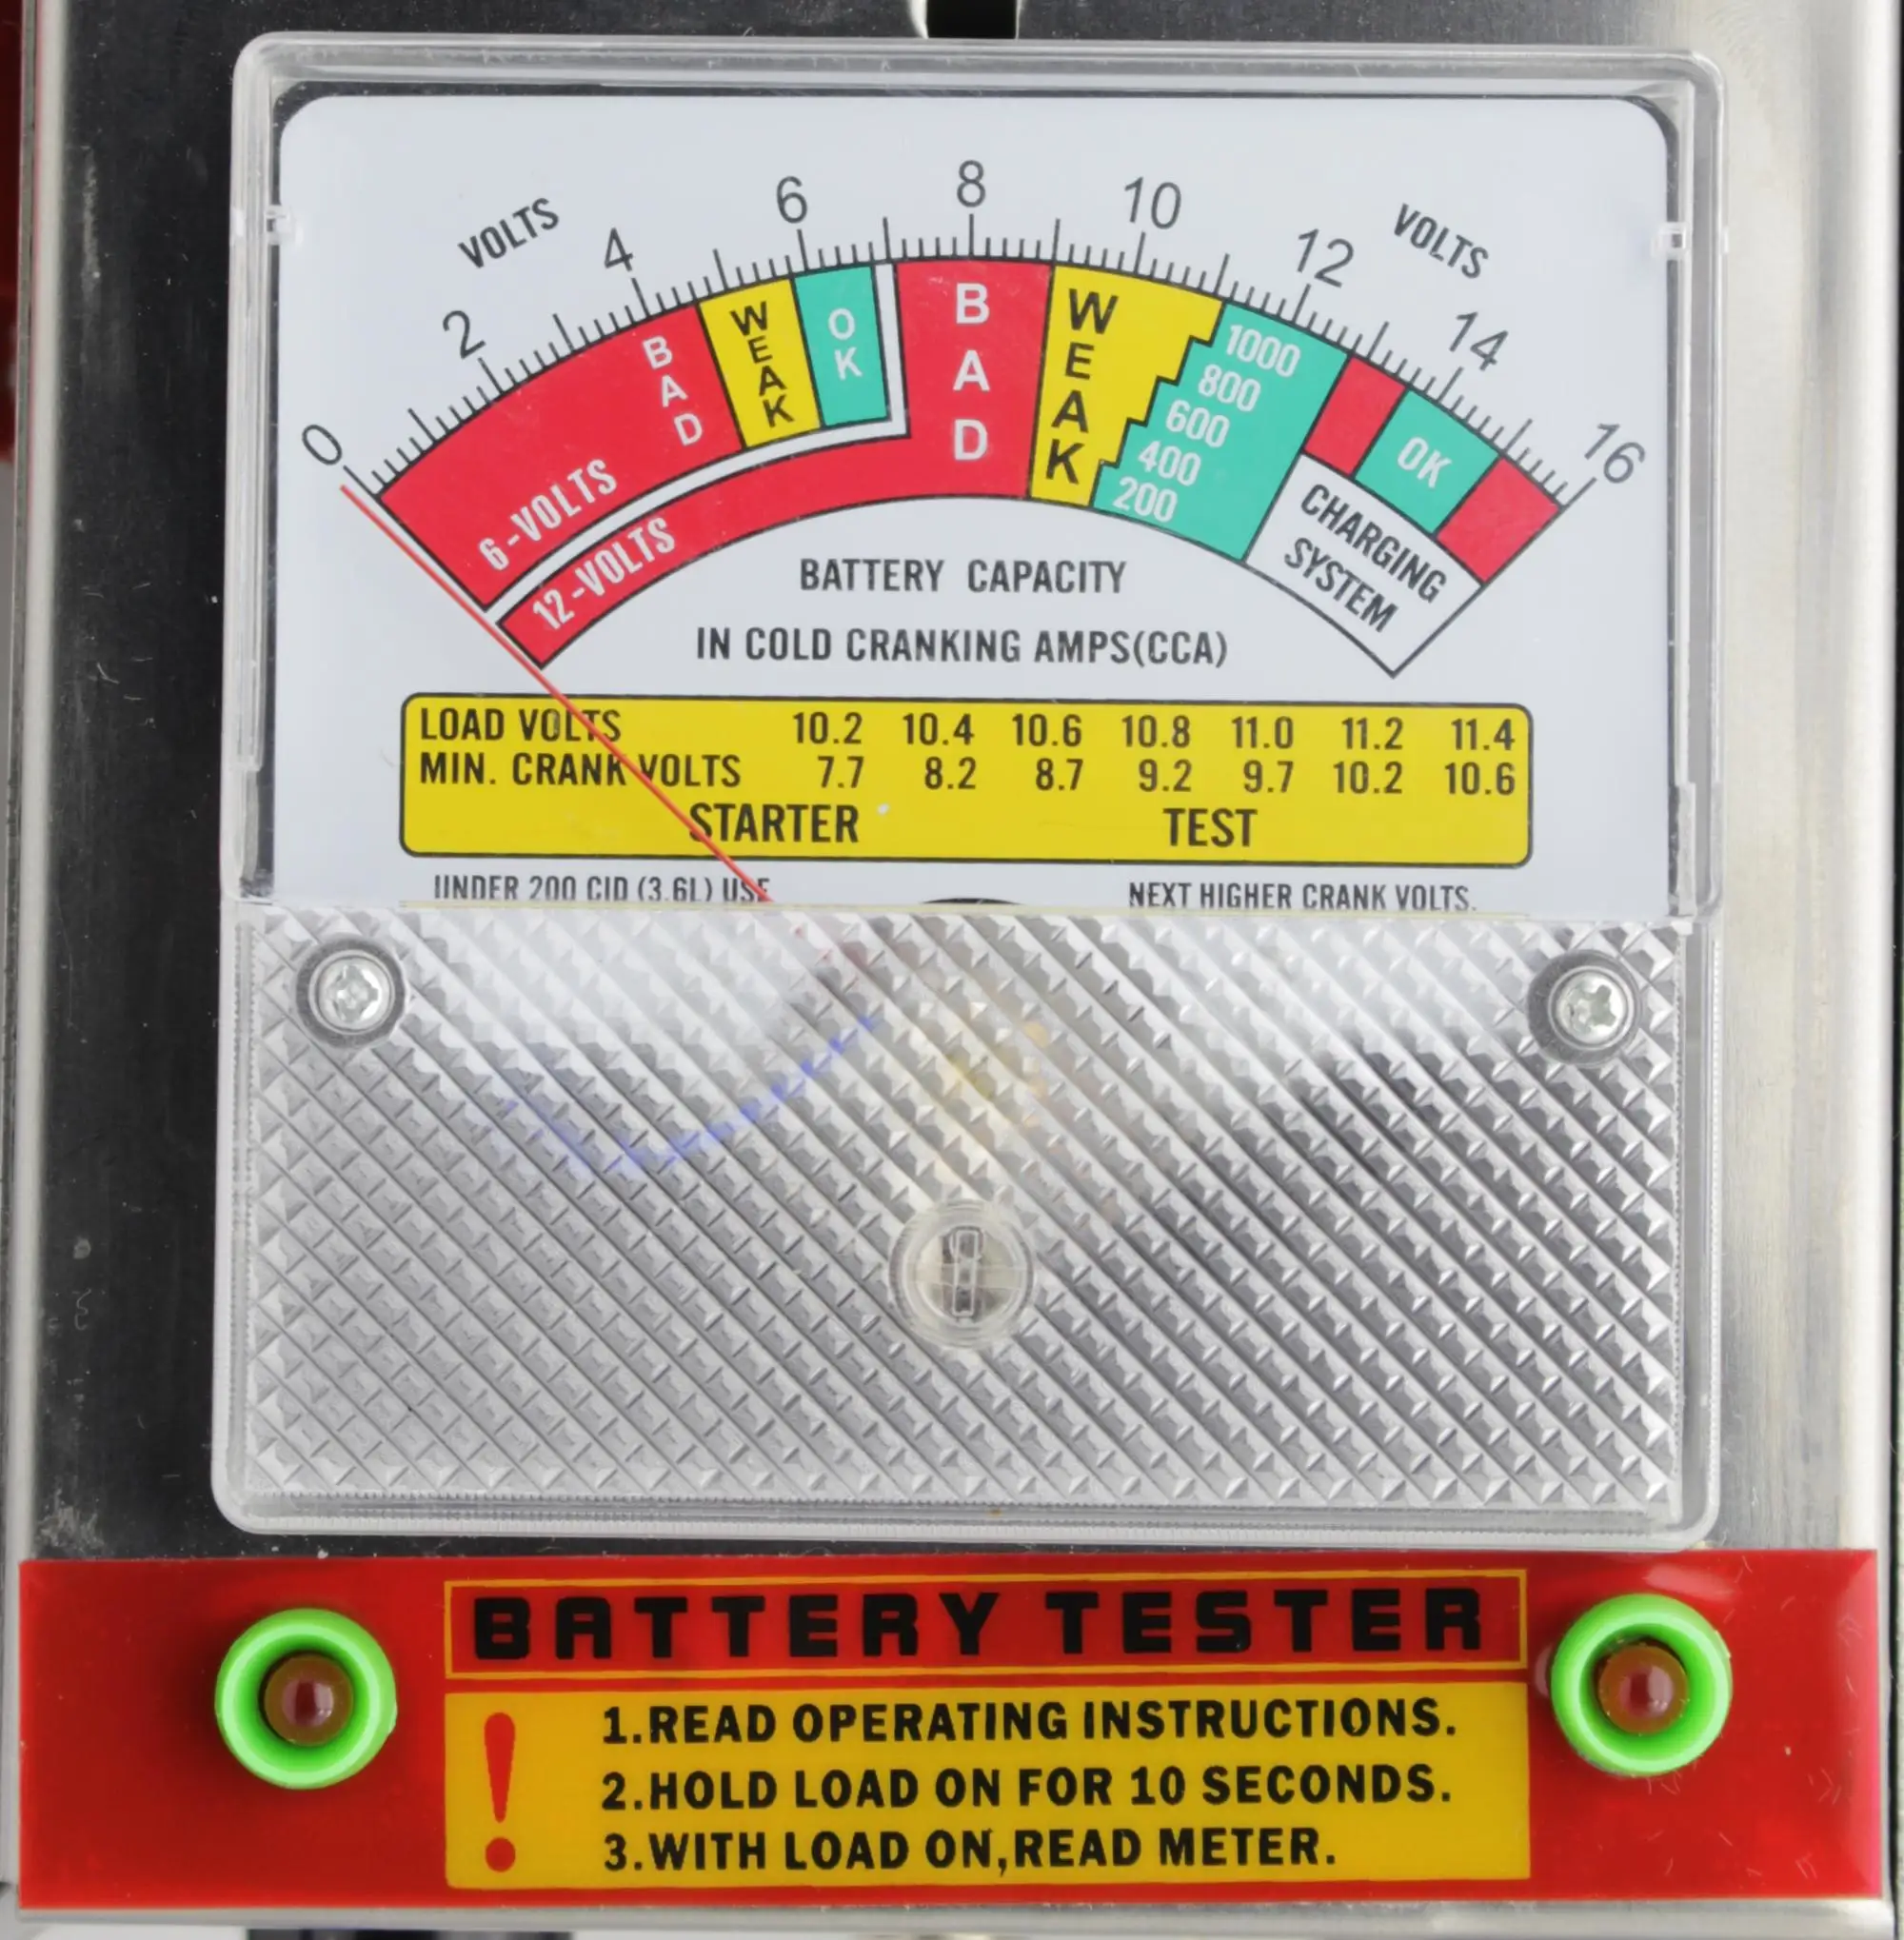 VOLTS
VOLTS
0 2 4 6 8 10 12 14 16
BAD
WEAK
OK
BAD
WEAK
1000
800
600
400
200
OK
6-VOLTS
12-VOLTS
CHARGING
SYSTEM
BATTERY CAPACITY
IN COLD CRANKING AMPS(CCA)
LOAD VOLTS 10.2 10.4 10.6 10.8 11.0 11.2 11.4
MIN. CRANK VOLTS 7.7 8.2 8.7 9.2 9.7 10.2 10.6
STARTER TEST
UNDER 200 CID (3.6L) USE NEXT HIGHER CRANK VOLTS.
BATTERY TESTER
!
1.READ OPERATING INSTRUCTIONS.
2.HOLD LOAD ON FOR 10 SECONDS.
3.WITH LOAD ON,READ METER.